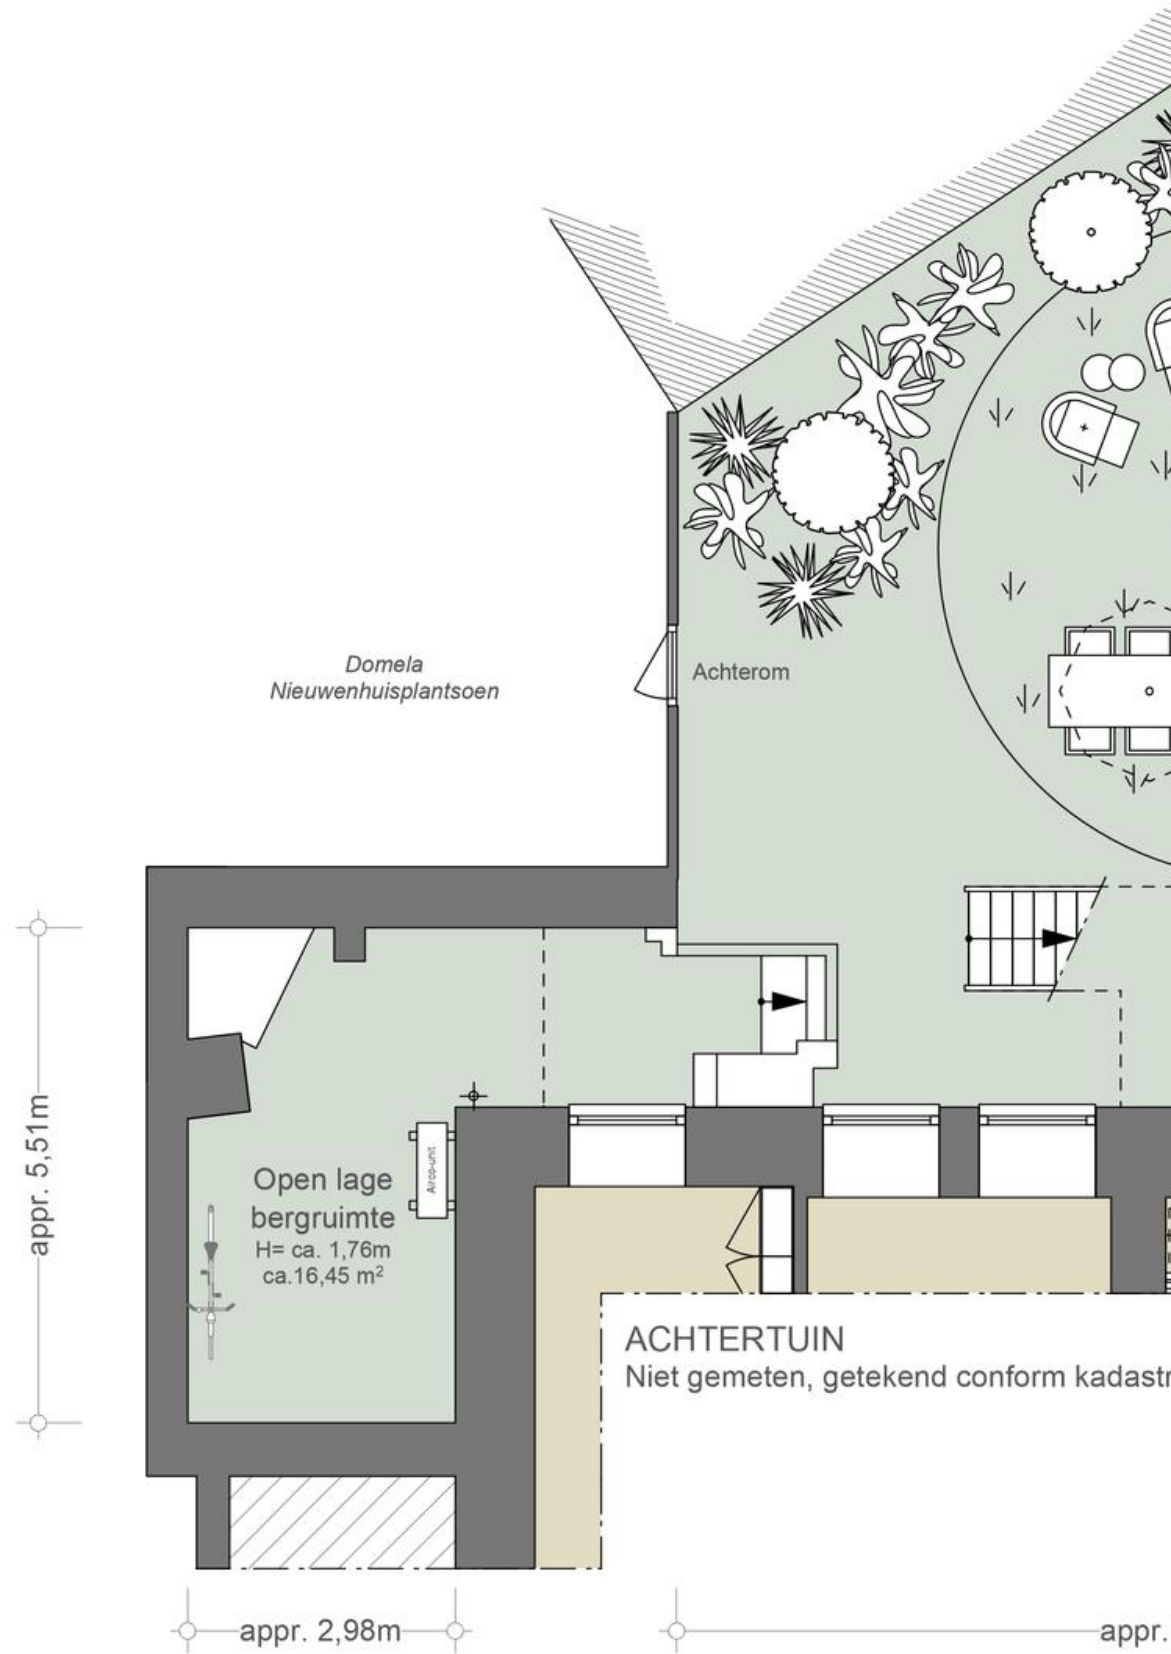 Domela
Nieuwenhuisplantsoen
Achterom
appr. 5,51m
Airco-unit
Open lage
bergruimte
H= ca. 1,76m
ca.16,45 m²
ACHTERTUIN
Niet gemeten, getekend conform kadastr
appr. 2,98m
appr.